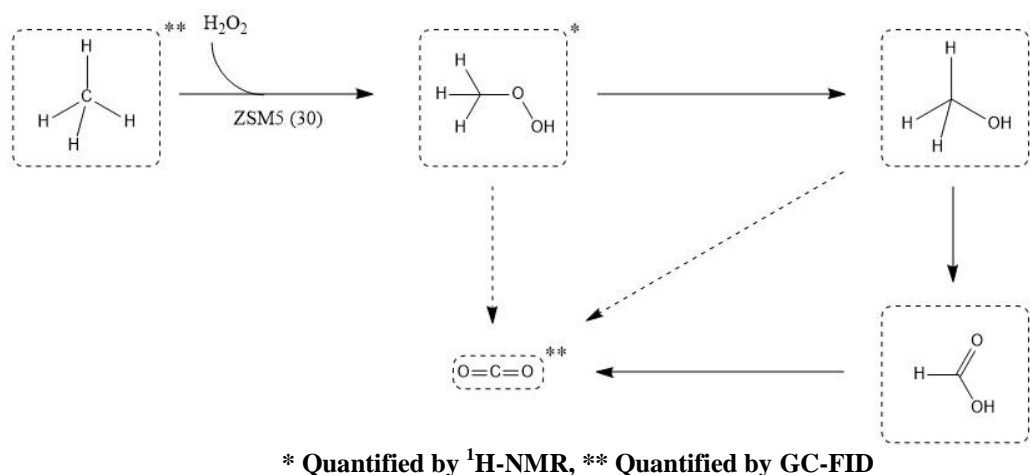 **
H₂O₂
*
H
C
H
H
H
ZSM5 (30)
H
H
O
H
OH
H
H
OH
H
O=C=O
**
H
O
OH
* Quantified by ¹H-NMR, ** Quantified by GC-FID